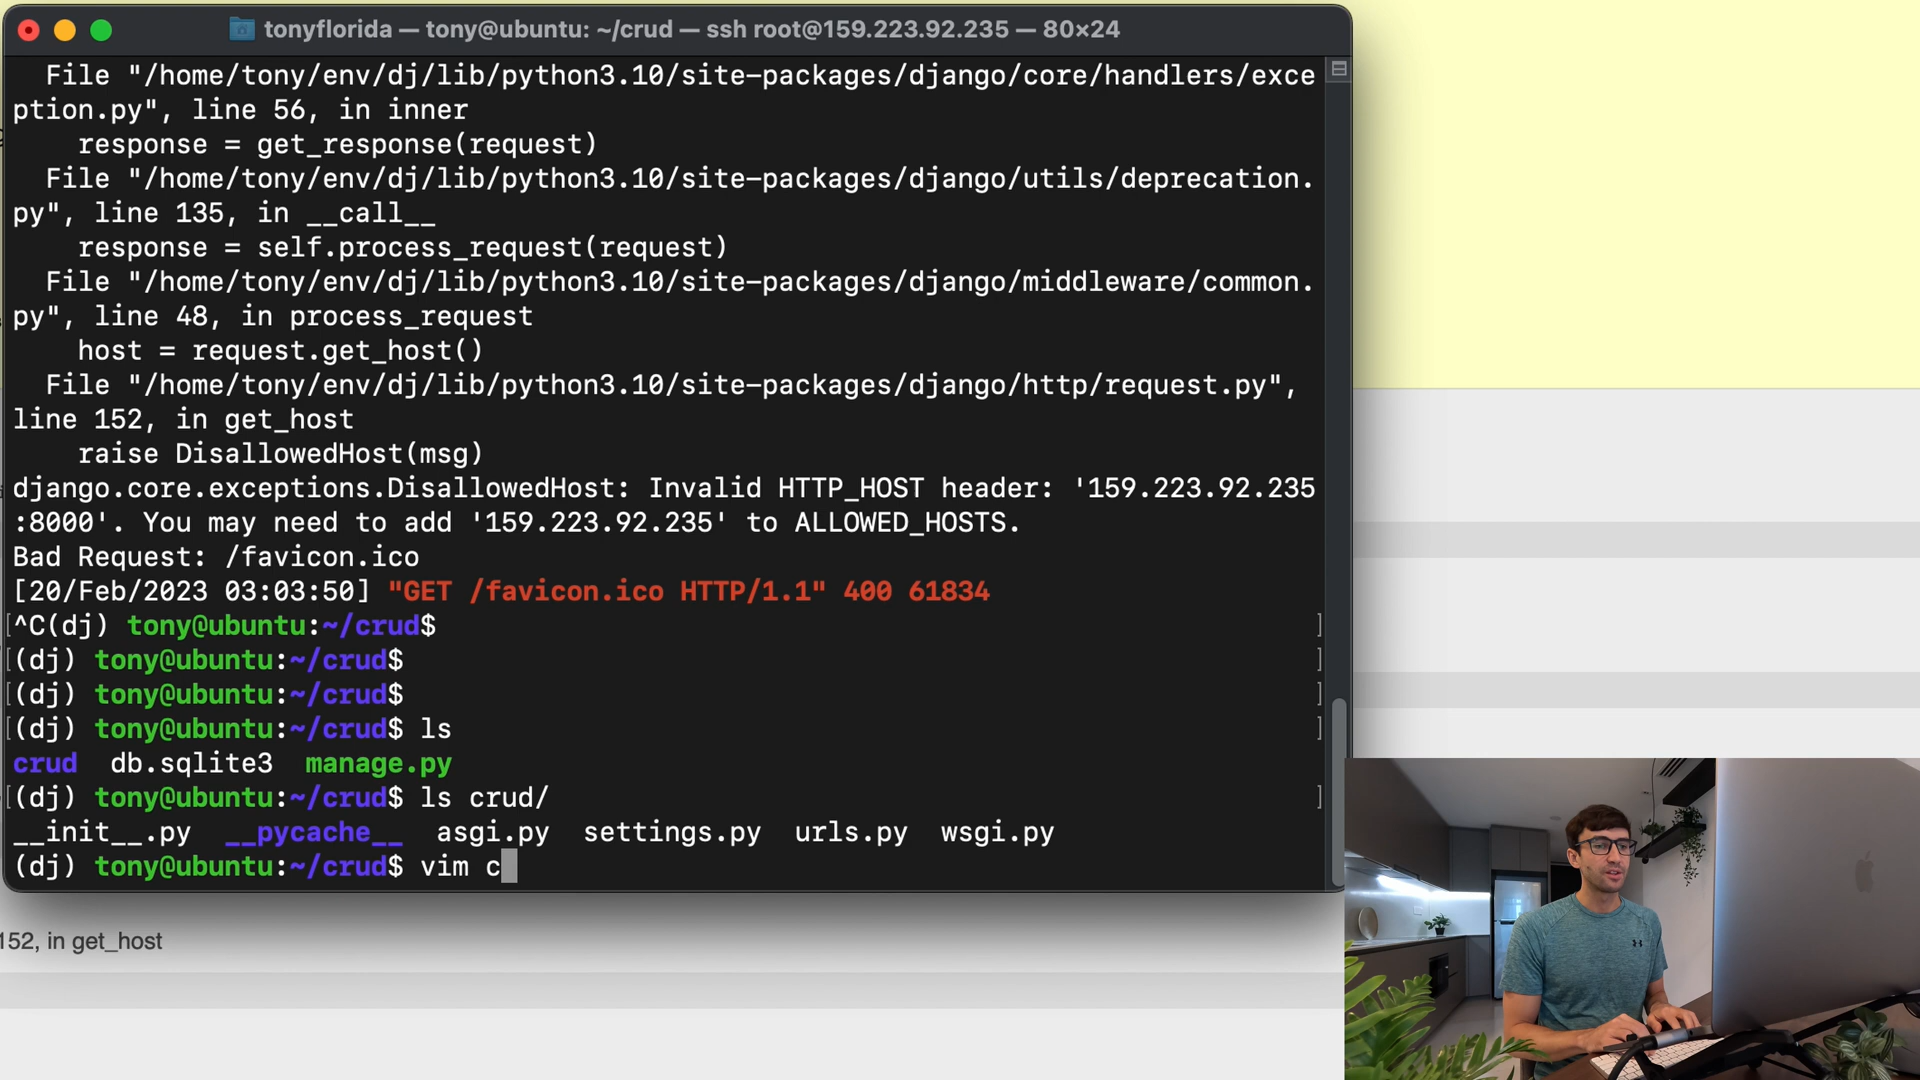 tonyflorida — tony@ubuntu: ~/crud — ssh root@159.223.92.235 — 80×24
File "/home/tony/env/dj/lib/python3.10/site-packages/django/core/handlers/exce
ption.py", line 56, in inner
response = get_response(request)
File "/home/tony/env/dj/lib/python3.10/site-packages/django/utils/deprecation.
py", line 135, in __call__
response = self.process_request(request)
File "/home/tony/env/dj/lib/python3.10/site-packages/django/middleware/common.
py", line 48, in process_request
host = request.get_host()
File "/home/tony/env/dj/lib/python3.10/site-packages/django/http/request.py",
line 152, in get_host
raise DisallowedHost(msg)
django.core.exceptions.DisallowedHost: Invalid HTTP_HOST header: '159.223.92.235
:8000'. You may need to add '159.223.92.235' to ALLOWED_HOSTS.
Bad Request: /favicon.ico
[20/Feb/2023 03:03:50] "GET /favicon.ico HTTP/1.1" 400 61834
[^C(dj) tony@ubuntu:~/crud$ ]
[(dj) tony@ubuntu:~/crud$ ]
[(dj) tony@ubuntu:~/crud$ ]
[(dj) tony@ubuntu:~/crud$ ls ]
crud db.sqlite3 manage.py
[(dj) tony@ubuntu:~/crud$ ls crud/ ]
__init__.py __pycache__ asgi.py settings.py urls.py wsgi.py
(dj) tony@ubuntu:~/crud$ vim c
152, in get_host